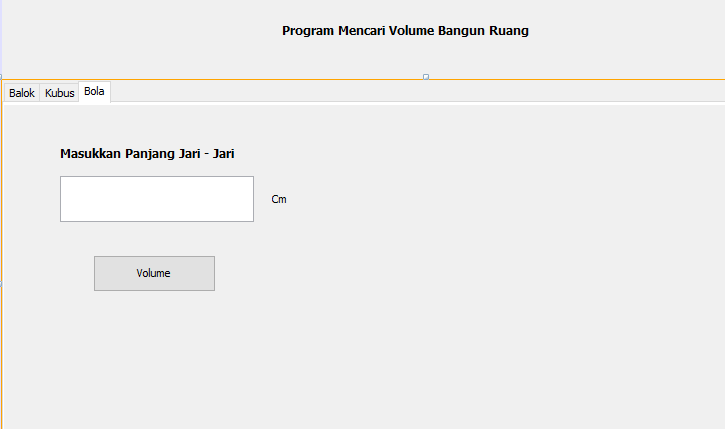 Program Mencari Volume Bangun Ruang
Balok Kubus Bola
Masukkan Panjang Jari - Jari
Cm
Volume